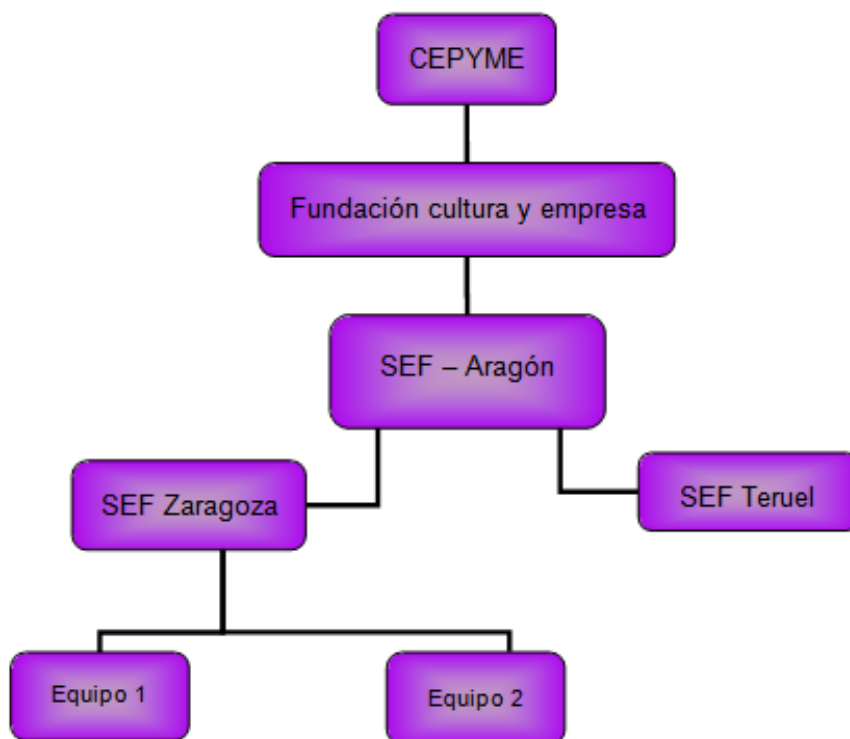 CEPYME
Fundación cultura y empresa
SEF – Aragón
SEF Zaragoza
SEF Teruel
Equipo 1
Equipo 2